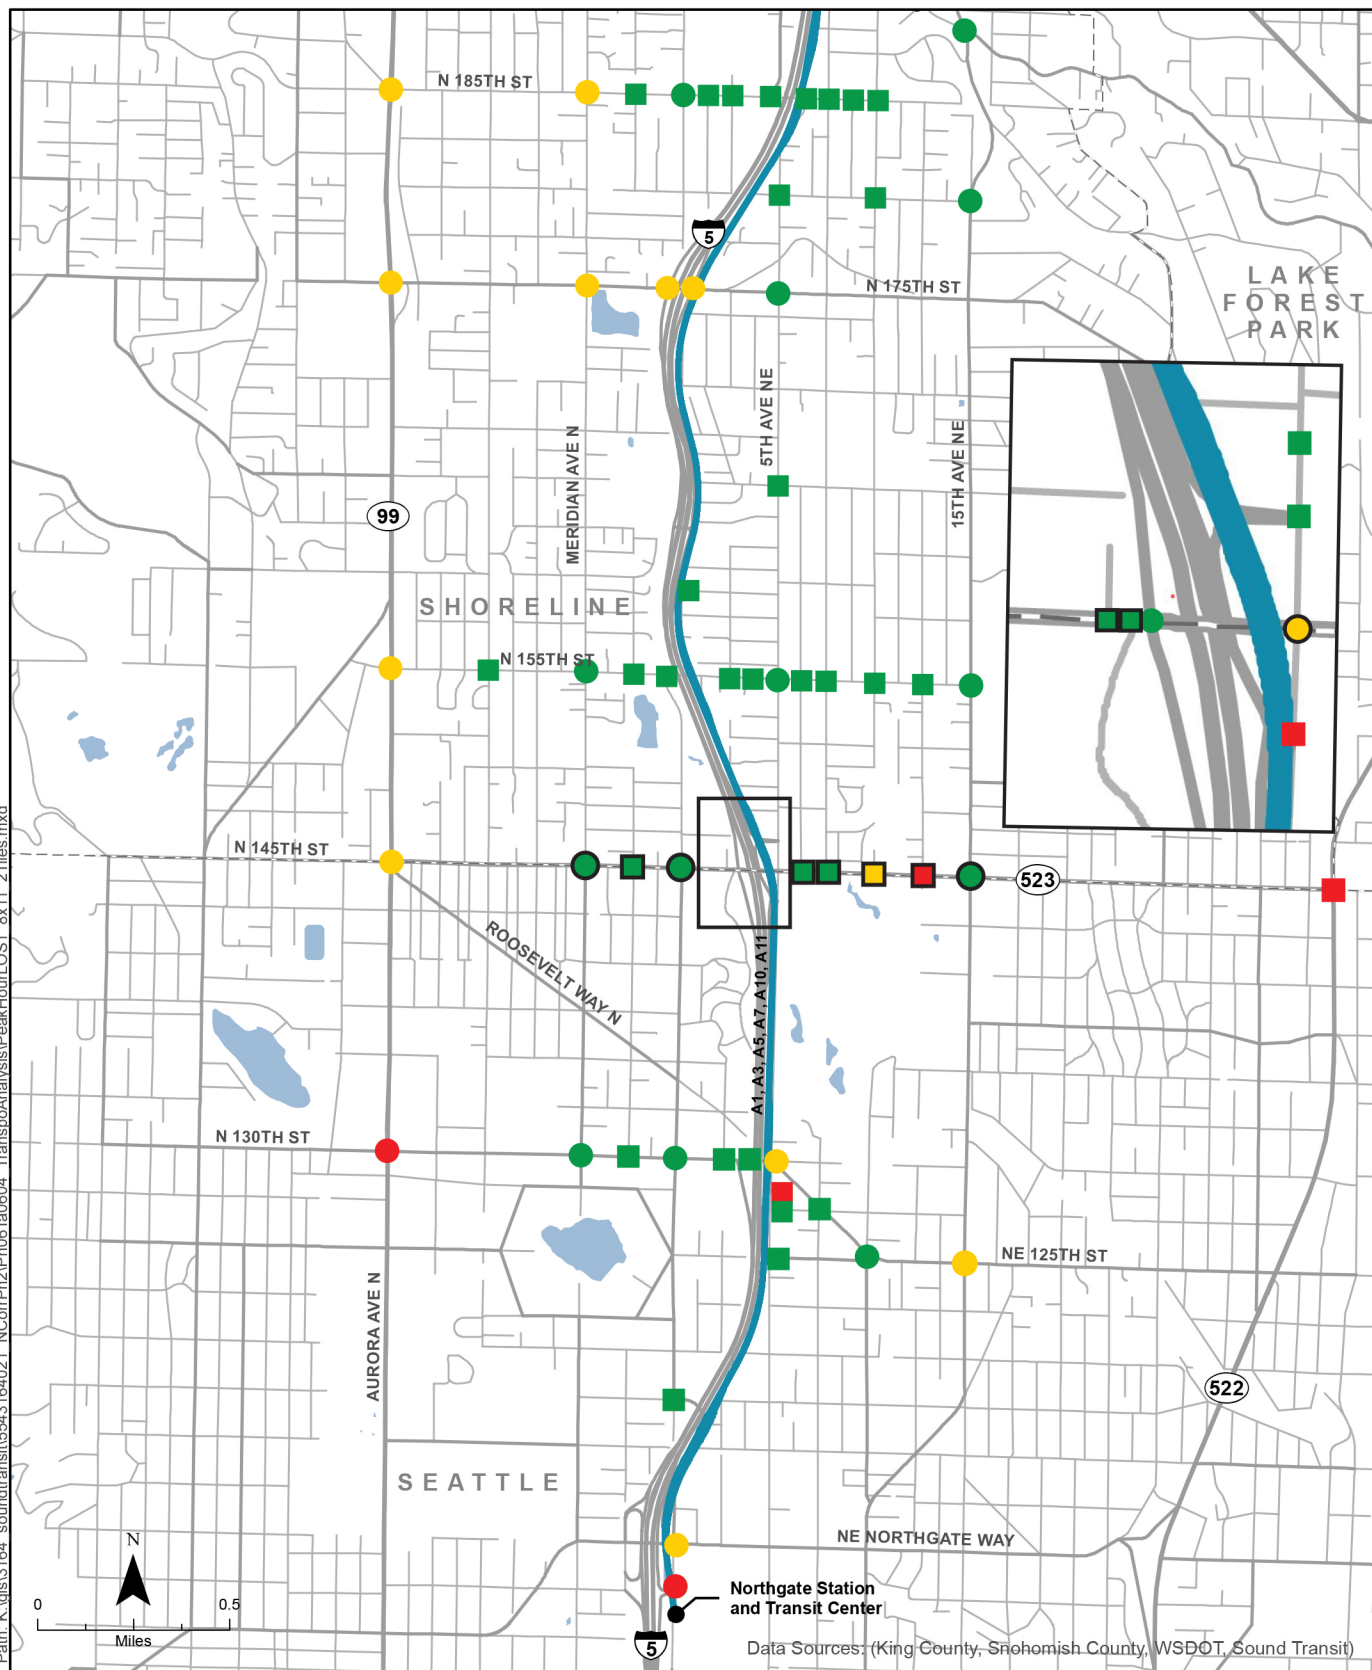 N 185TH ST
5
LAKE
FOREST
PARK
N 175TH ST
5TH AVE NE
MERIDIAN AVE N
15TH AVE NE
99
SHORELINE
N 155TH ST
N 145TH ST
523
ROOSEVELT WAY N
A1, A3, A5, A7, A10, A11
N 130TH ST
NE 125TH ST
AURORA AVE N
522
SEATTLE
NE NORTHGATE WAY
N
0 0.5
Miles
Northgate Station
and Transit Center
5
Data Sources: (King County, Snohomish County, WSDOT, Sound Transit)